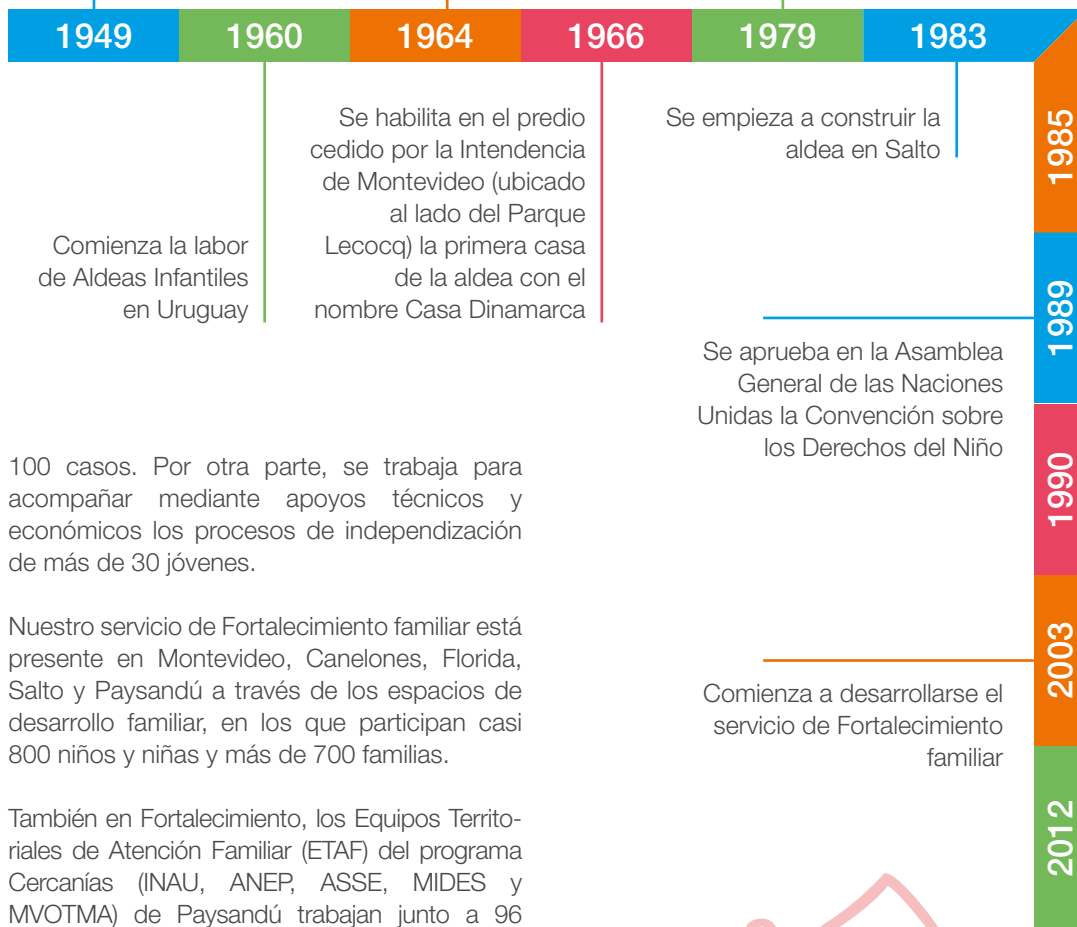 1949
1960
1964
1966
1979
1983
Comienza la labor
de Aldeas Infantiles
en Uruguay
Se habilita en el predio
cedido por la Intendencia
de Montevideo (ubicado
al lado del Parque
Lecocq) la primera casa
de la aldea con el
nombre Casa Dinamarca
Se empieza a construir la
aldea en Salto
1985
1989
Se aprueba en la Asamblea
General de las Naciones
Unidas la Convención sobre
los Derechos del Niño
1990
2003
Comienza a desarrollarse el
servicio de Fortalecimiento
familiar
2012
100 casos. Por otra parte, se trabaja para
acompañar mediante apoyos técnicos y
económicos los procesos de independización
de más de 30 jóvenes.
Nuestro servicio de Fortalecimiento familiar está
presente en Montevideo, Canelones, Florida,
Salto y Paysandú a través de los espacios de
desarrollo familiar, en los que participan casi
800 niños y niñas y más de 700 familias.
También en Fortalecimiento, los Equipos Territo-
riales de Atención Familiar (ETAF) del programa
Cercanías (INAU, ANEP, ASSE, MIDES y
MVOTMA) de Paysandú trabajan junto a 96